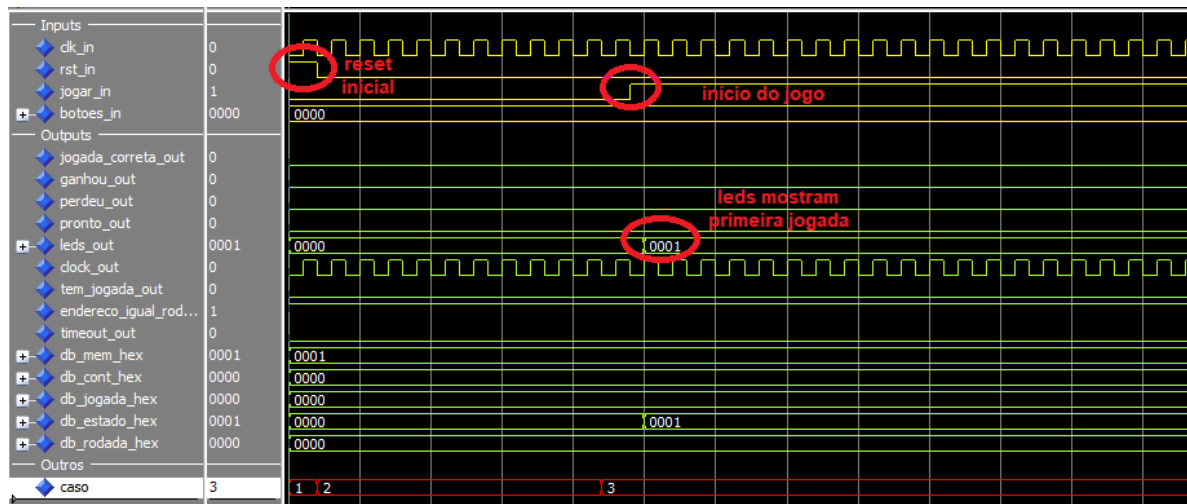 Inputs
clk_in 0
rst_in 0 reset
jogar_in 1 inicial início do jogo
botoes_in 0000 0000
Outputs
jogada_correta_out 0
ganhou_out 0
perdeu_out 0 leds mostram
pronto_out 0 primeira jogada
leds_out 0001 0000 0001
clock_out 0
tem_jogada_out 0
endereco_igual_rod... 1
timeout_out 0
db_mem_hex 0001 0001
db_cont_hex 0000 0000
db_jogada_hex 0000 0000
db_estado_hex 0001 0000 0001
db_rodada_hex 0000 0000
Outros
caso 3 1 2 3